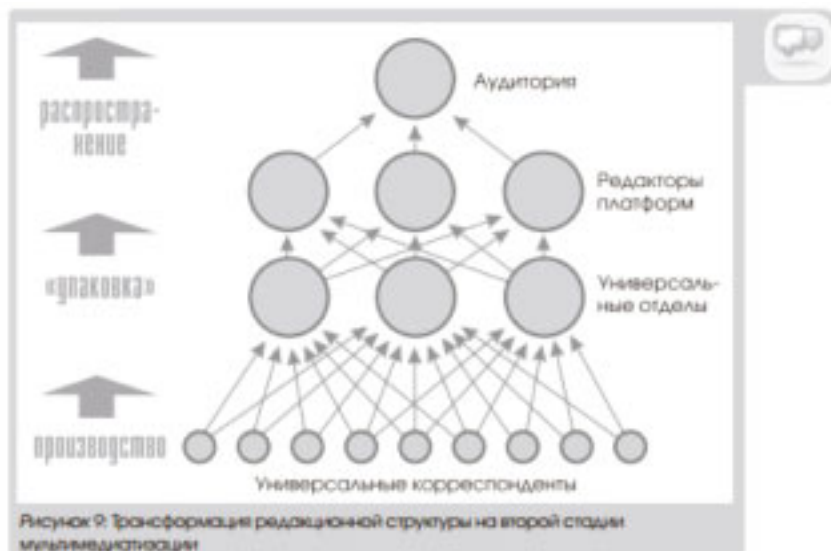 Аудитория
распростра-
нение
Редакторы
платформ
«упаковка»
Универсаль-
ные отделы
производство
Универсальные корреспонденты
Рисунок 9: Трансформация редакционной структуры на второй стадии
мультимедиатизации